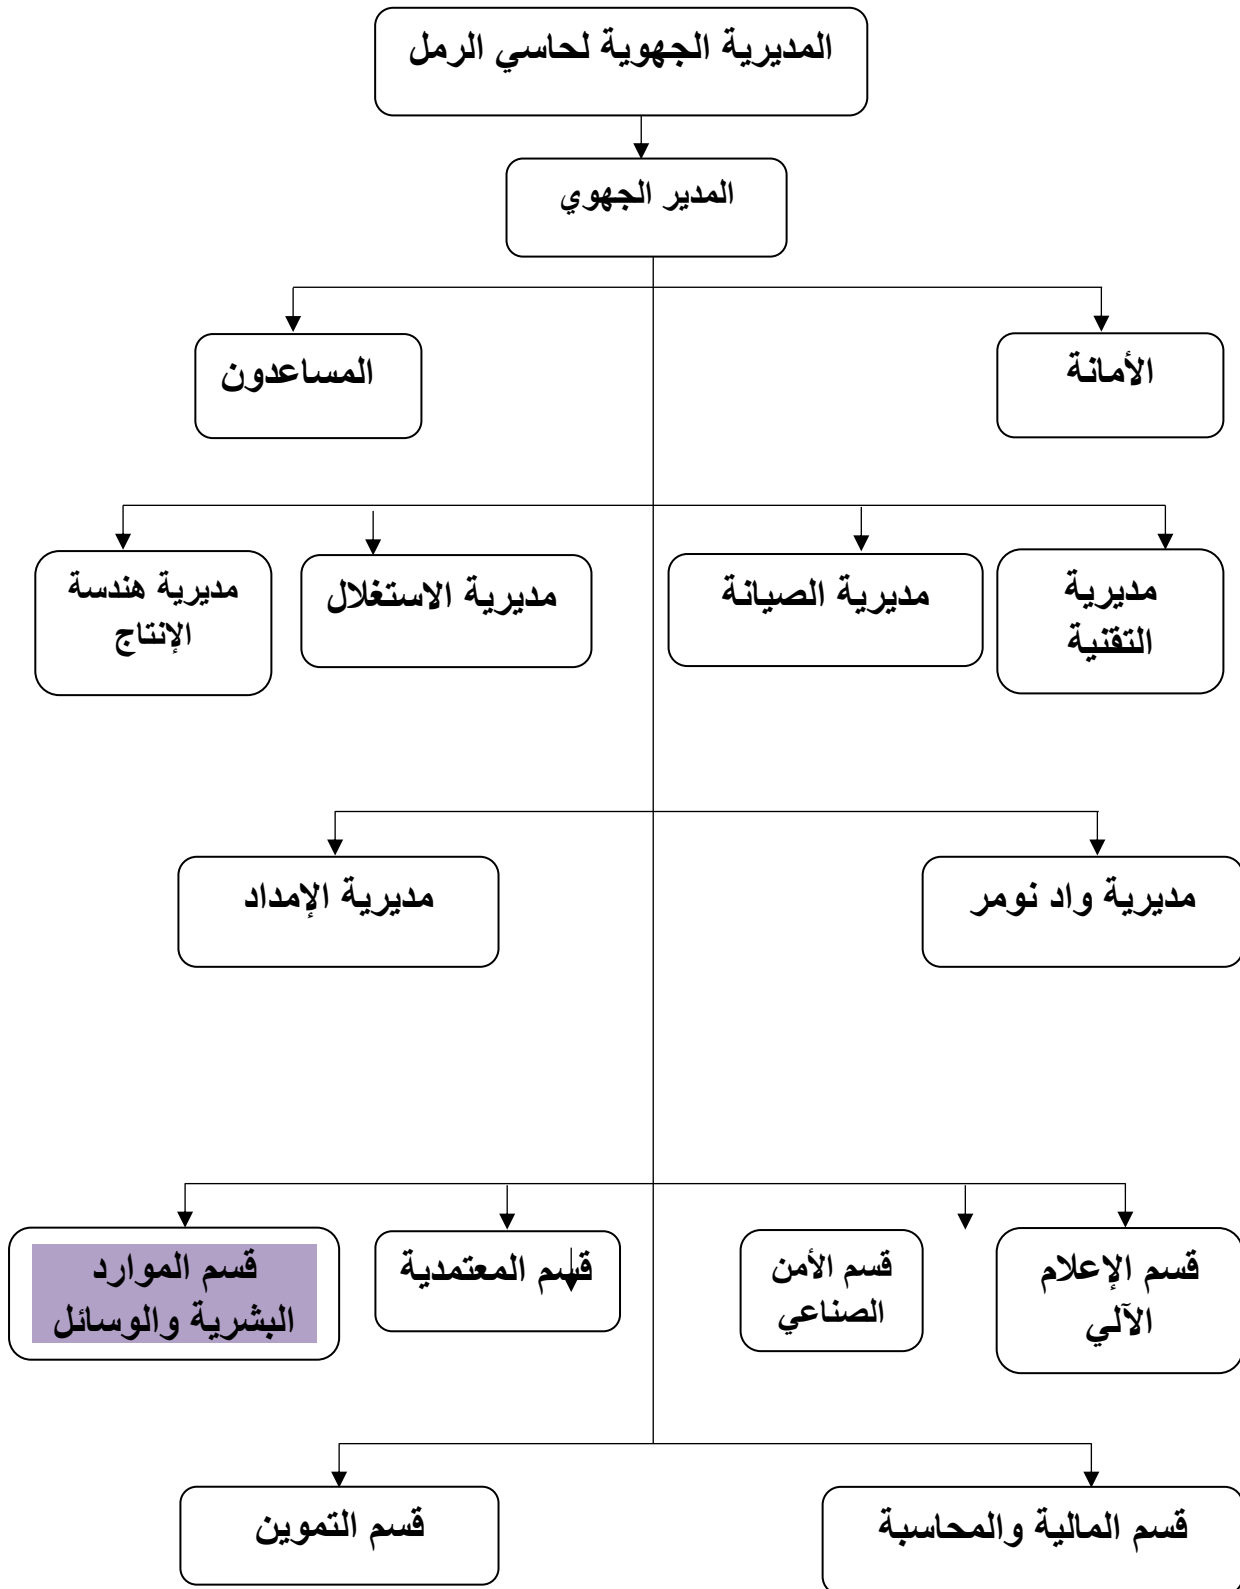 المديرية الجهوية لحاسي الرمل
المدير الجهوي
الأمانة
المساعدون
مديرية
التقنية
مديرية الصيانة
مديرية الاستغلال
مديرية هندسة
الإنتاج
مديرية واد نومر
مديرية الإمداد
قسم الإعلام
الآلي
قسم الأمن
الصناعي
قسم المعتمدية
قسم الموارد
البشرية والوسائل
قسم المالية والمحاسبة
قسم التموين